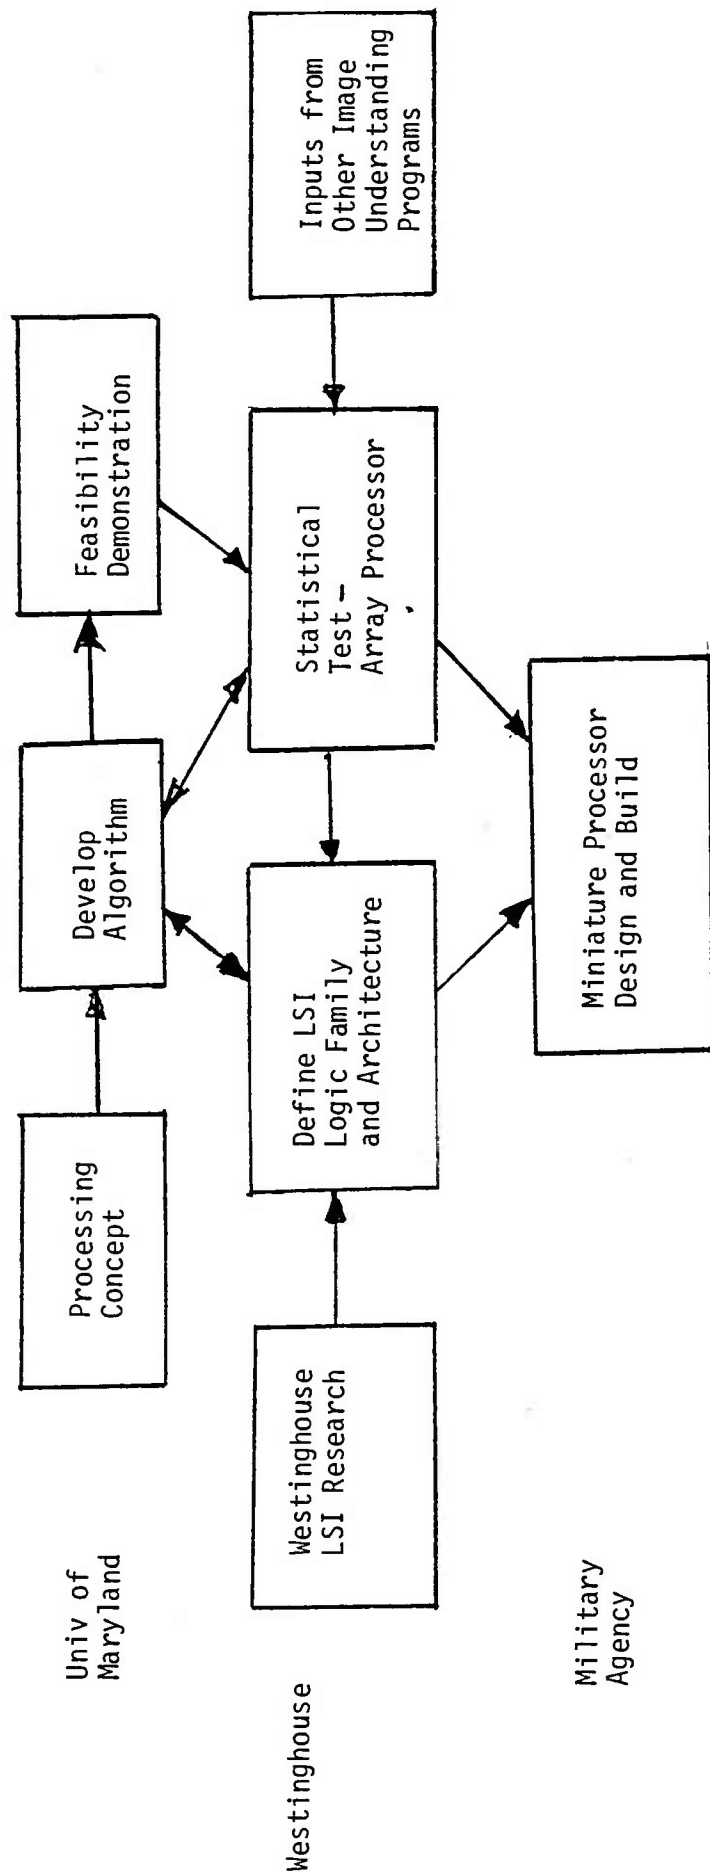 Univ of
Maryland
Processing
Concept
Develop
Algorithm
Feasibility
Demonstration
Westinghouse
Westinghouse
LSI Research
Define LSI
Logic Family
and Architecture
Statistical
Test —
Array Processor
Inputs from
Other Image
Understanding
Programs
Military
Agency
Miniature Processor
Design and Build